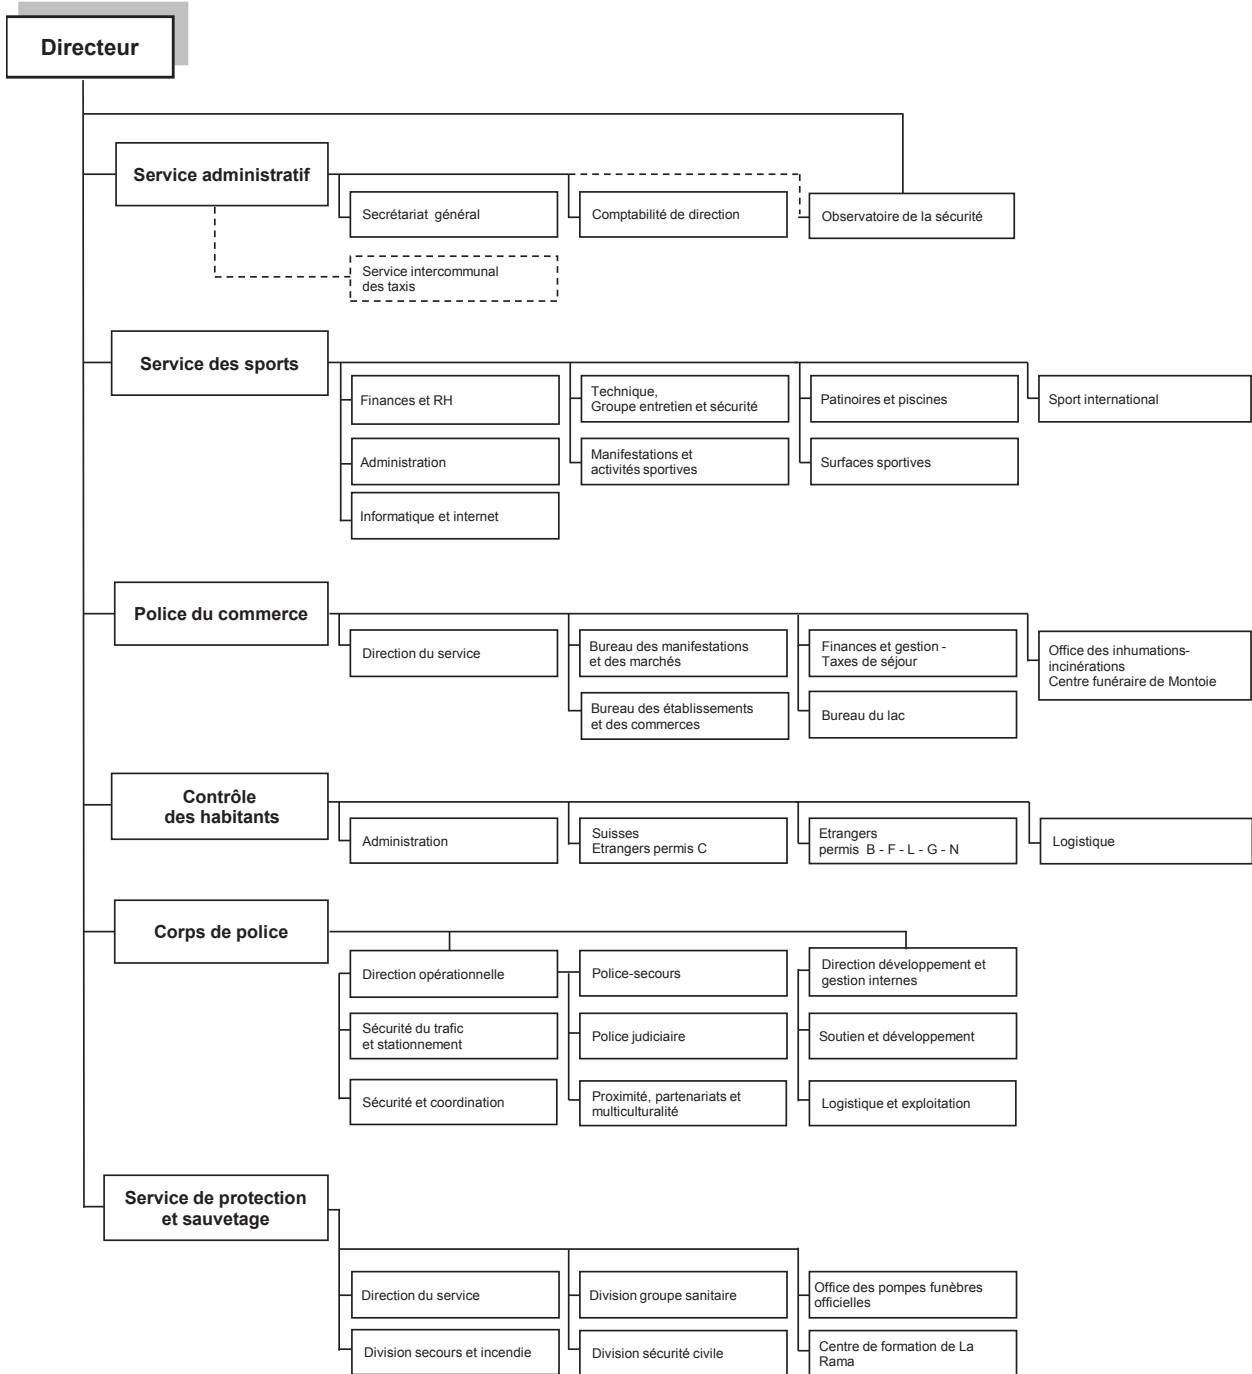 Directeur
Service administratif
Secrétariat général
Comptabilité de direction
Observatoire de la sécurité
Service intercommunal
des taxis
Service des sports
Finances et RH
Technique,
Groupe entretien et sécurité
Patinoires et piscines
Sport international
Administration
Manifestations et
activités sportives
Surfaces sportives
Informatique et internet
Police du commerce
Direction du service
Bureau des manifestations
et des marchés
Finances et gestion -
Taxes de séjour
Office des inhumations-
incinérations
Centre funéraire de Montoie
Bureau des établissements
et des commerces
Bureau du lac
Contrôle
des habitants
Administration
Suisses
Etrangers permis C
Etrangers
permis B - F - L - G - N
Logistique
Corps de police
Direction opérationnelle
Police-secours
Direction développement et
gestion internes
Sécurité du trafic
et stationnement
Police judiciaire
Soutien et développement
Sécurité et coordination
Proximité, partenariats et
multiculturalité
Logistique et exploitation
Service de protection
et sauvetage
Direction du service
Division groupe sanitaire
Office des pompes funèbres
officielles
Division secours et incendie
Division sécurité civile
Centre de formation de La
Rama